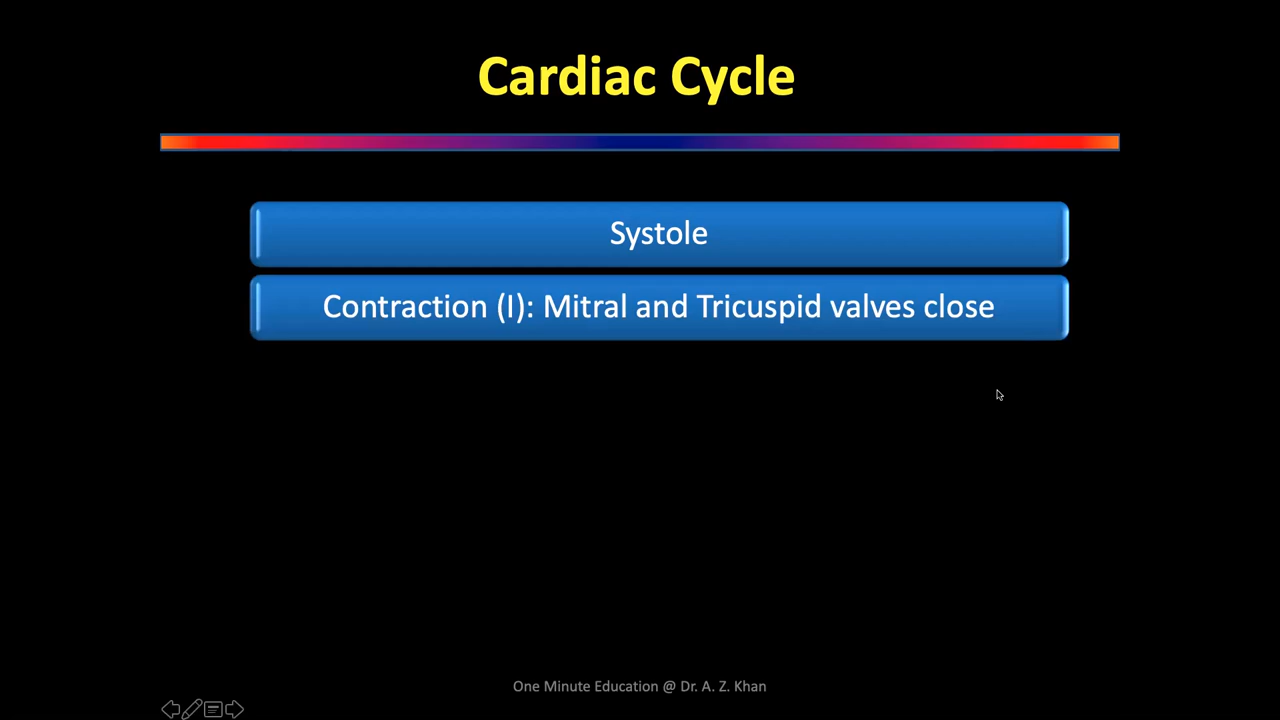 Cardiac Cycle
Systole
Contraction (I): Mitral and Tricuspid valves close
One Minute Education @ Dr. A. Z. Khan